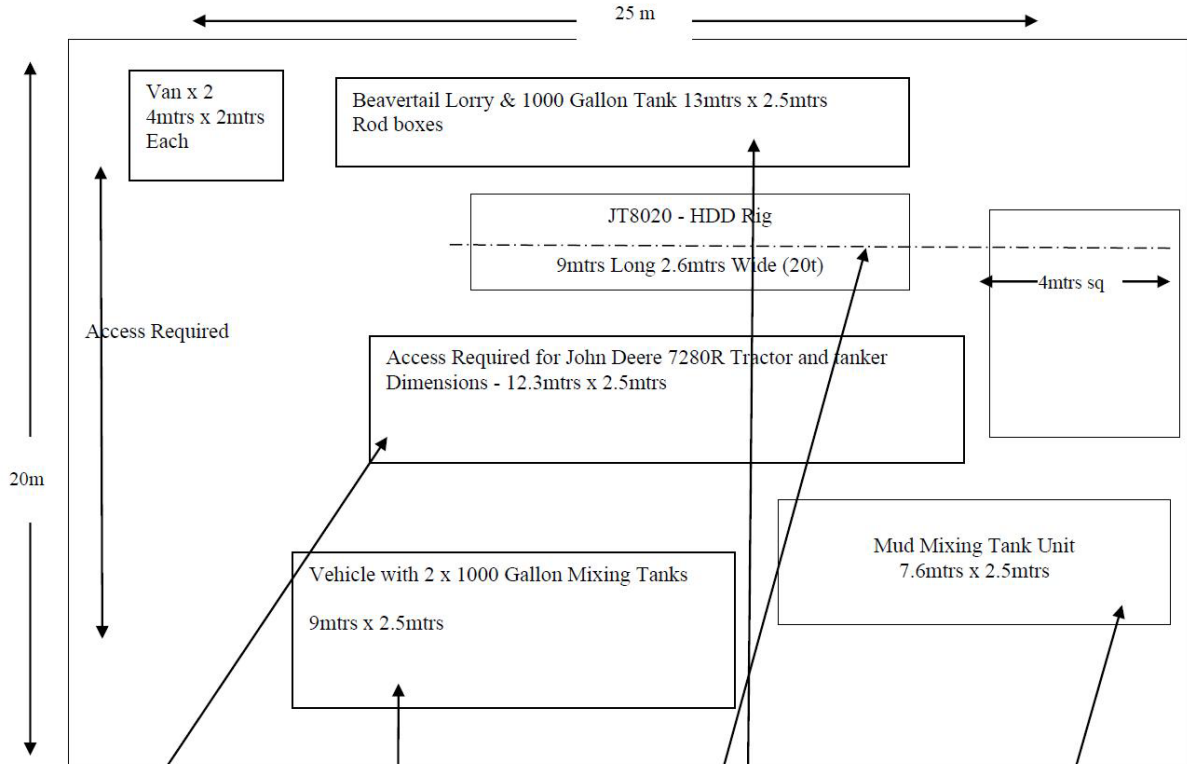 25 m
Van x 2
4mtrs x 2mtrs
Each
Beavertail Lorry & 1000 Gallon Tank 13mtrs x 2.5mtrs
Rod boxes
JT8020 - HDD Rig
9mtrs Long 2.6mtrs Wide (20t)
4mtrs sq
Access Required
Access Required for John Deere 7280R Tractor and tanker
Dimensions - 12.3mtrs x 2.5mtrs
20m
Mud Mixing Tank Unit
7.6mtrs x 2.5mtrs
Vehicle with 2 x 1000 Gallon Mixing Tanks
9mtrs x 2.5mtrs